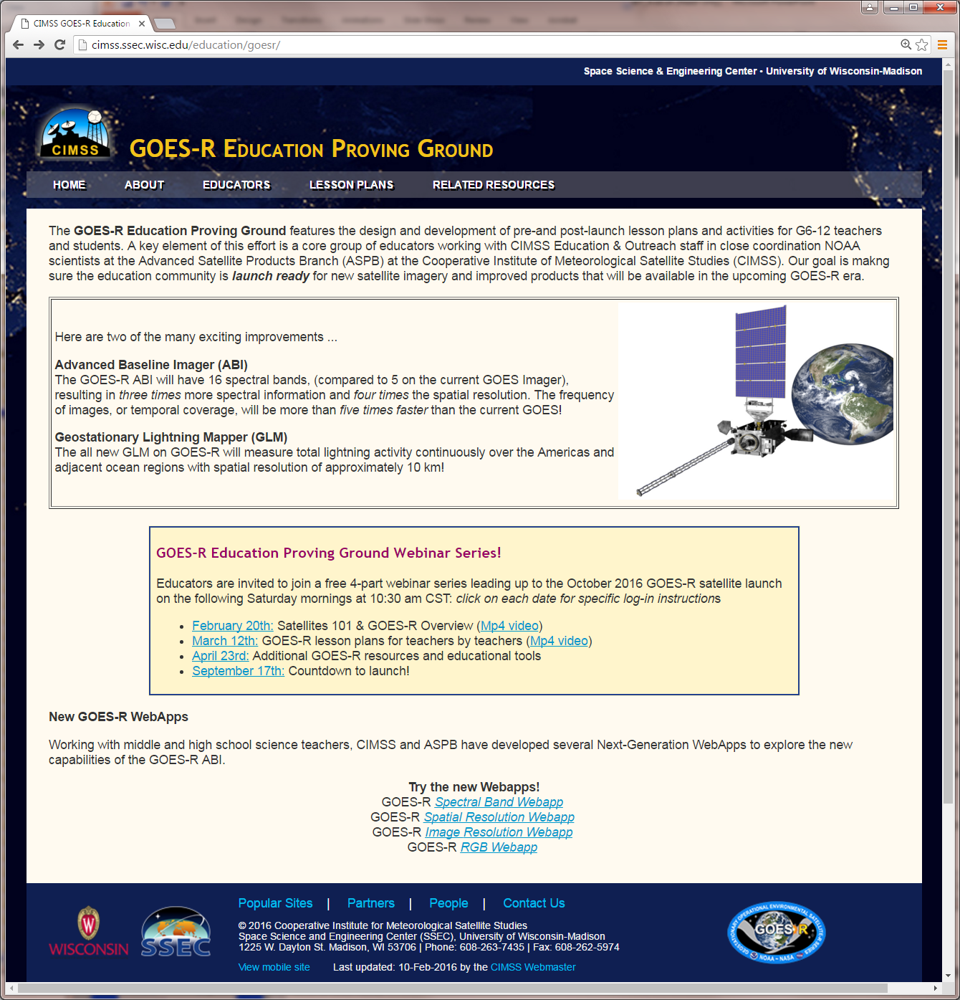 CIMSS GOES-R Education
cimss.ssec.wisc.edu/education/goesr/
Space Science & Engineering Center • University of Wisconsin-Madison
CIMSS
GOES-R Education Proving Ground
HOME ABOUT EDUCATORS LESSON PLANS RELATED RESOURCES
The GOES-R Education Proving Ground features the design and development of pre-and post-launch lesson plans and activities for G6-12 teachers
and students. A key element of this effort is a core group of educators working with CIMSS Education & Outreach staff in close coordination NOAA
scientists at the Advanced Satellite Products Branch (ASPB) at the Cooperative Institute of Meteorological Satellite Studies (CIMSS). Our goal is makng
sure the education community is launch ready for new satellite imagery and improved products that will be available in the upcoming GOES-R era.
Here are two of the many exciting improvements ...
Advanced Baseline Imager (ABI)
The GOES-R ABI will have 16 spectral bands, (compared to 5 on the current GOES Imager),
resulting in three times more spectral information and four times the spatial resolution. The frequency
of images, or temporal coverage, will be more than five times faster than the current GOES!
Geostationary Lightning Mapper (GLM)
The all new GLM on GOES-R will measure total lightning activity continuously over the Americas and
adjacent ocean regions with spatial resolution of approximately 10 km!
GOES-R Education Proving Ground Webinar Series!
Educators are invited to join a free 4-part webinar series leading up to the October 2016 GOES-R satellite launch
on the following Saturday mornings at 10:30 am CST: click on each date for specific log-in instructions
• February 20th: Satellites 101 & GOES-R Overview (Mp4 video)
• March 12th: GOES-R lesson plans for teachers by teachers (Mp4 video)
• April 23rd: Additional GOES-R resources and educational tools
• September 17th: Countdown to launch!
New GOES-R WebApps
Working with middle and high school science teachers, CIMSS and ASPB have developed several Next-Generation WebApps to explore the new
capabilities of the GOES-R ABI.
Try the new Webapps!
GOES-R Spectral Band Webapp
GOES-R Spatial Resolution Webapp
GOES-R Image Resolution Webapp
GOES-R RGB Webapp
W
WISCONSIN
SSEC
Popular Sites | Partners | People | Contact Us
© 2016 Cooperative Institute for Meteorological Satellite Studies
Space Science and Engineering Center (SSEC), University of Wisconsin-Madison
1225 W. Dayton St. Madison, WI 53706 | Phone: 608-263-7435 | Fax: 608-262-5974
View mobile site Last updated: 10-Feb-2016 by the CIMSS Webmaster
GEOSTATIONARY OPERATIONAL ENVIRONMENTAL SATELLITE R SERIES
GOES R
NOAA - NASA